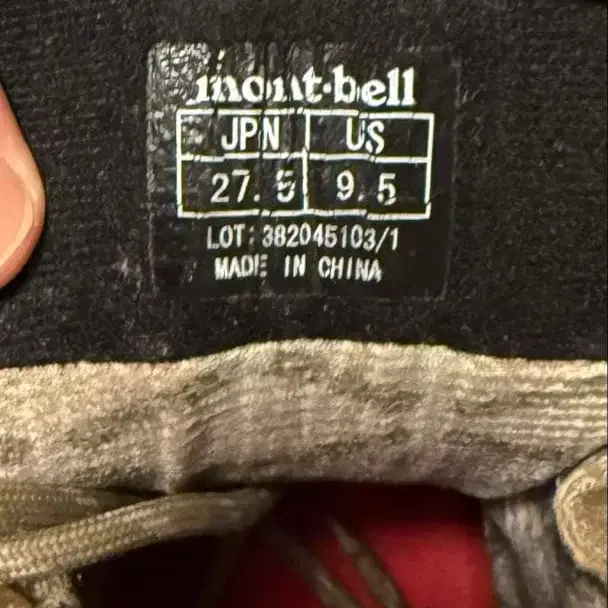 mont-bell
JPN US
27.5 9.5
LOT:382045103/1
MADE IN CHINA